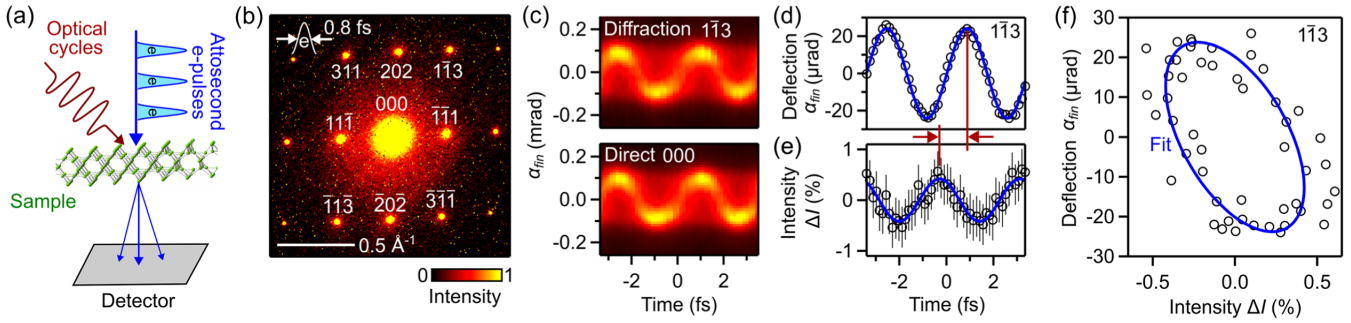 (a)
Optical
cycles
Attosecond
e-pulses
e
e
e
Sample
Detector
(b)
e
0.8 fs
311
202
11̅3
000
111̅
1̅1̅1
1̅13̅
2̅02̅
3̅1̅1̅
0.5 Å⁻¹
0
1
Intensity
(c)
Diffraction 11̅3
Direct 000
0.2
0.0
-0.2
0.2
0.0
-0.2
α_fin (mrad)
-2
0
2
Time (fs)
(d)
11̅3
Deflection
α_fin (μrad)
20
0
-20
(e)
Intensity
ΔI (%)
1
0
-1
-2
0
2
Time (fs)
(f)
11̅3
Deflection α_fin (μrad)
30
20
10
0
-10
-20
-30
Fit
-0.5
0.0
0.5
Intensity ΔI (%)